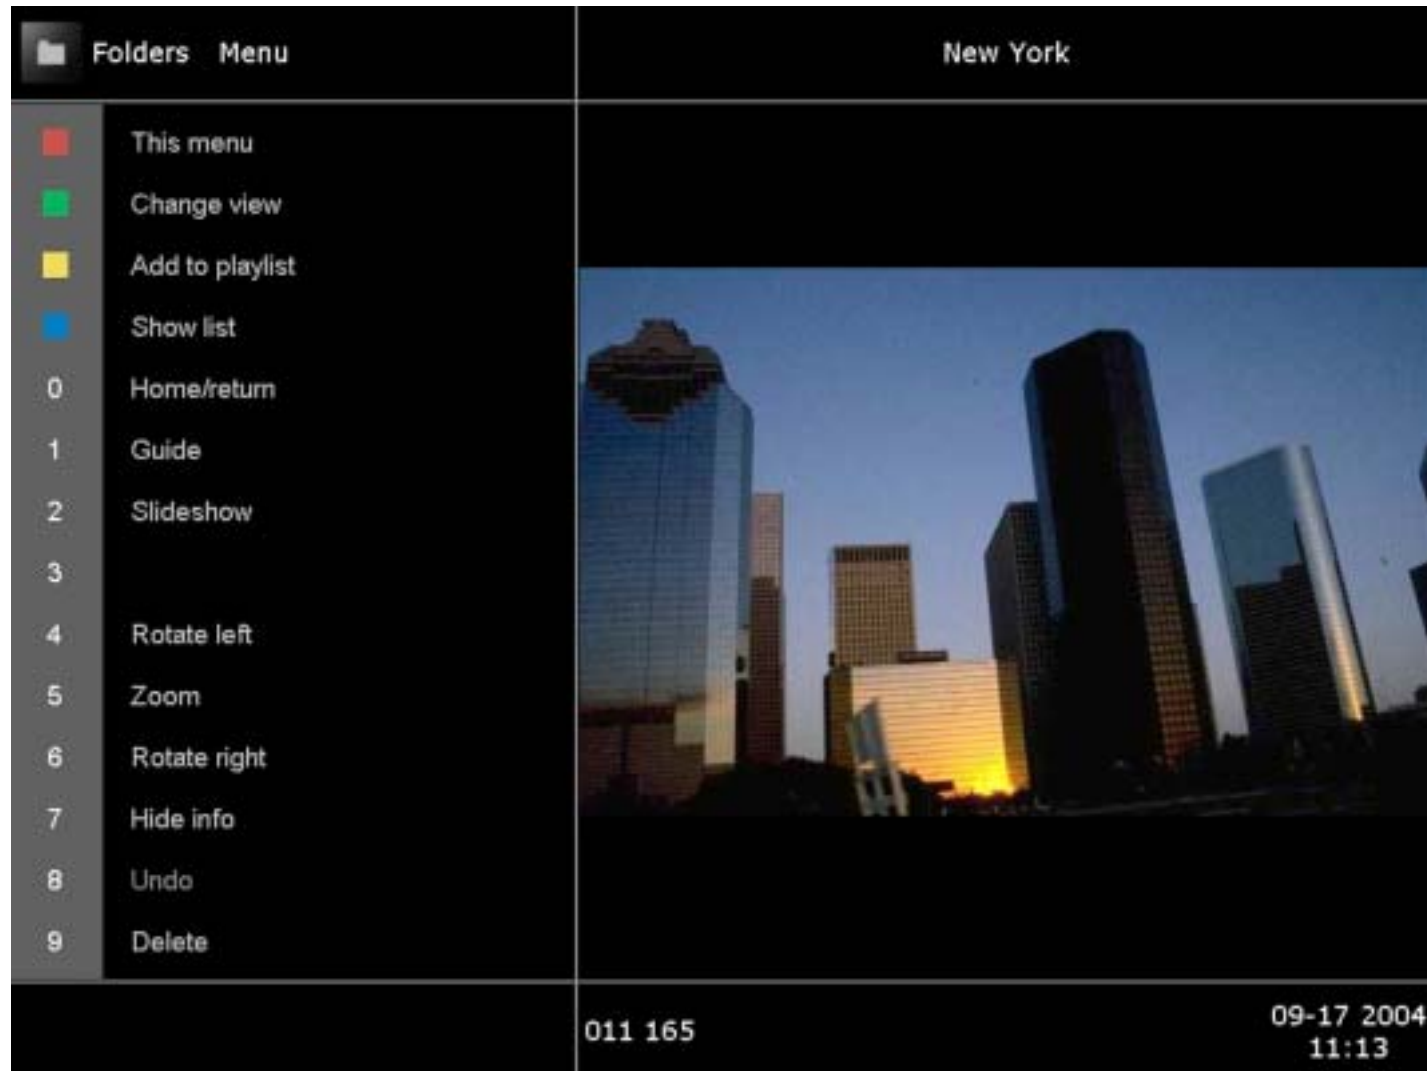 Folders Menu
New York
This menu
Change view
Add to playlist
Show list
0 Home/return
1 Guide
2 Slideshow
3
4 Rotate left
5 Zoom
6 Rotate right
7 Hide info
8 Undo
9 Delete
011 165
09-17 2004
11:13